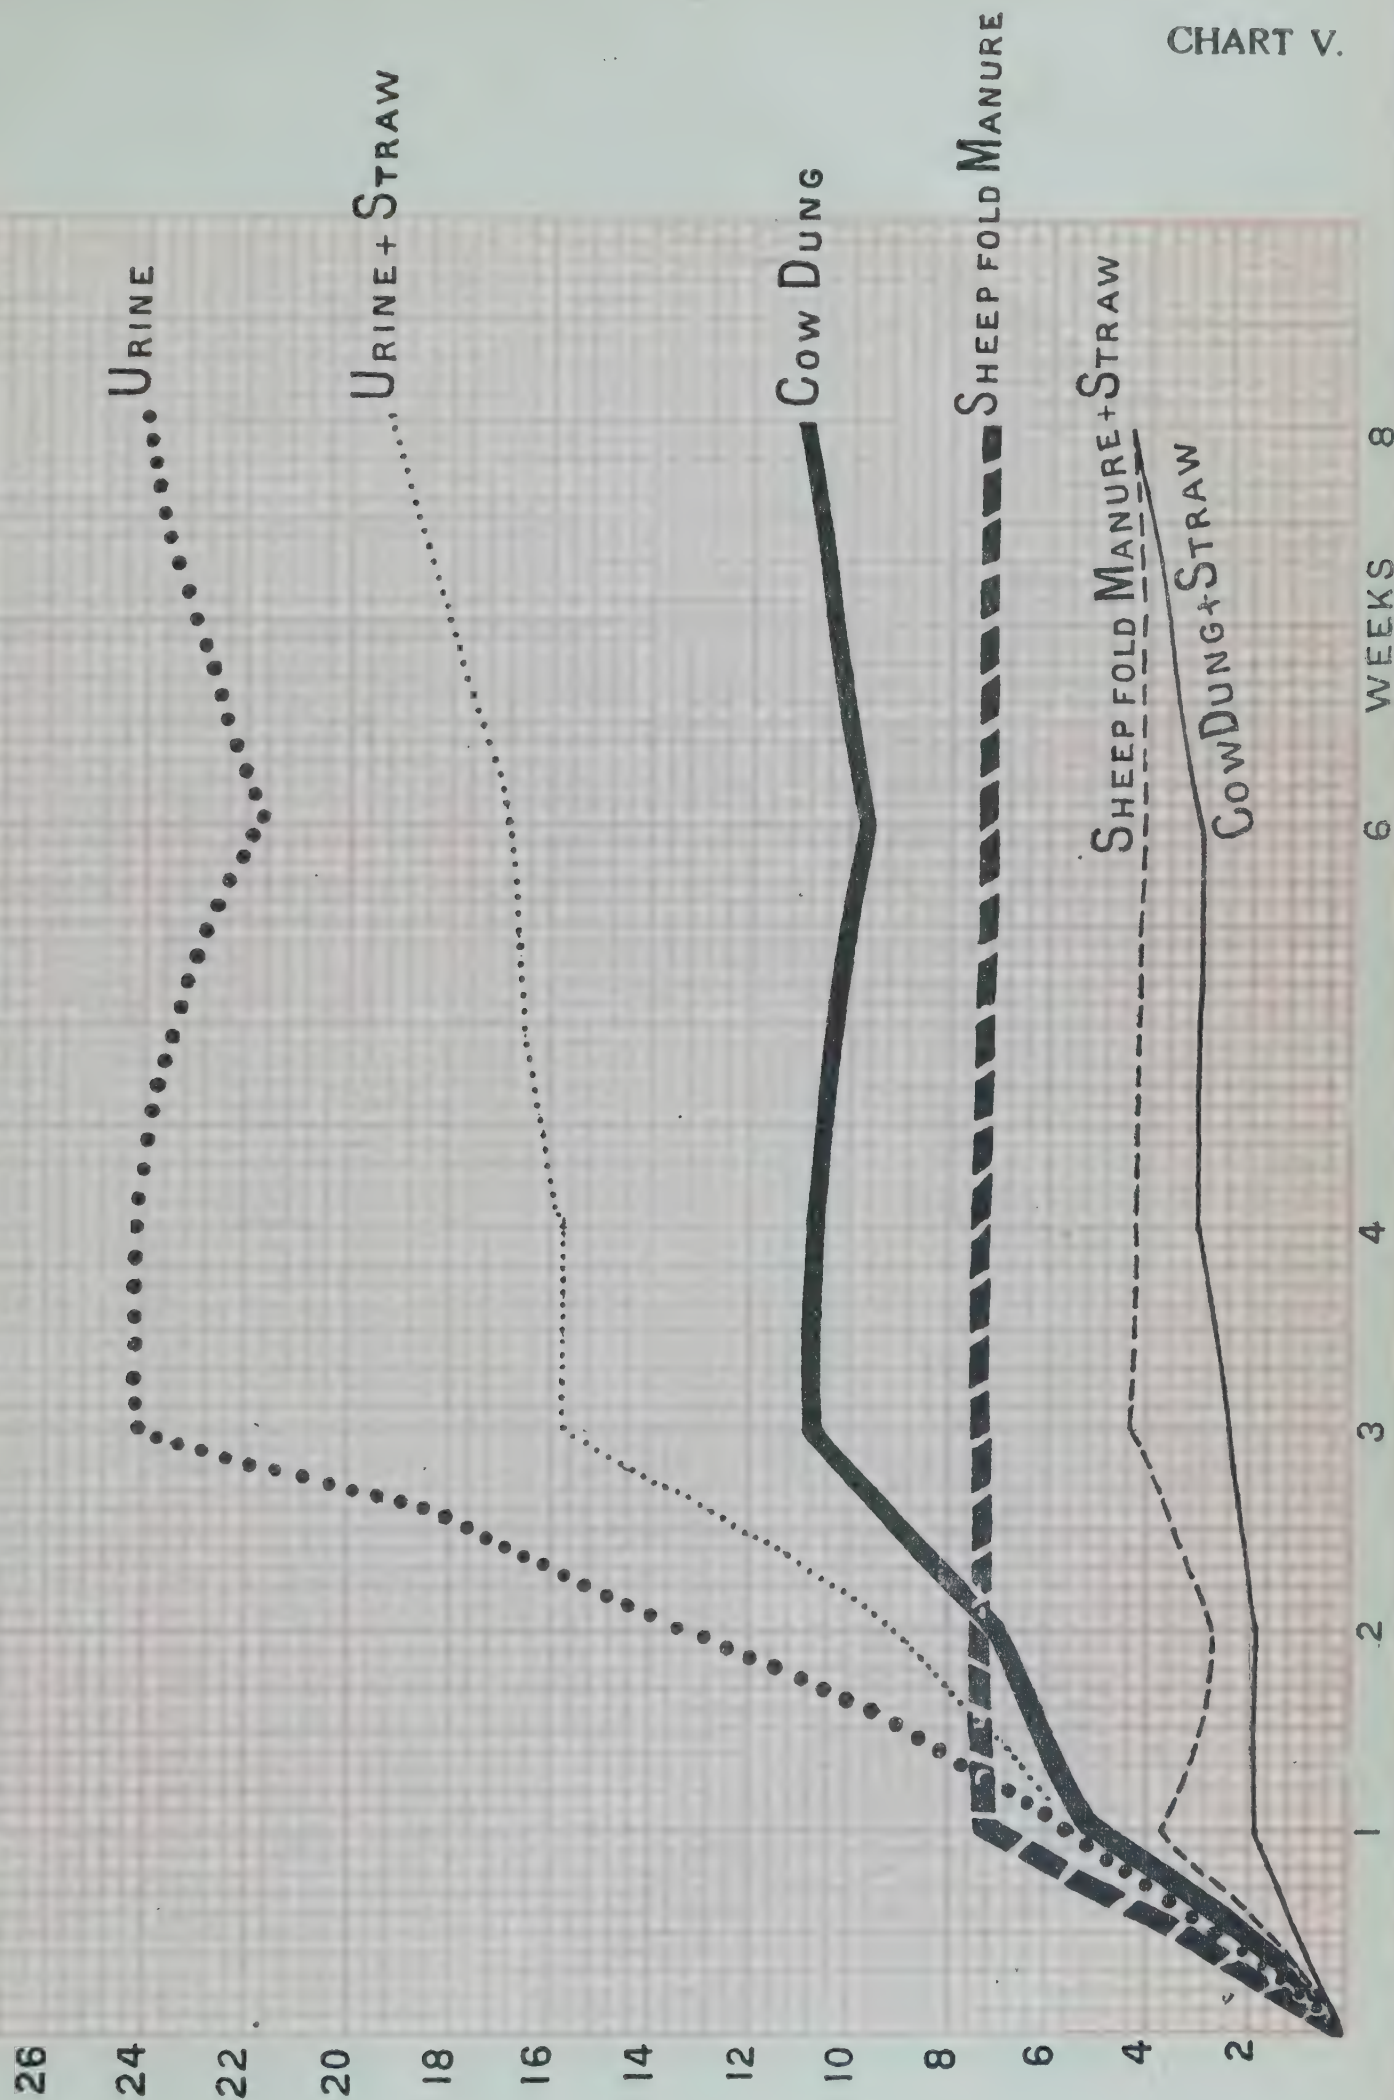 CHART V.
URINE
URINE + STRAW
COW DUNG
SHEEP FOLD MANURE
SHEEP FOLD MANURE + STRAW
COW DUNG + STRAW
26
24
22
20
18
16
14
12
10
8
6
4
2
1
2
3
4
6
8
WEEKS